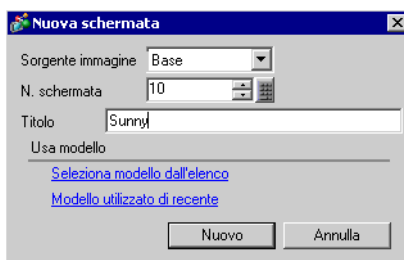 Nuova schermata
Sorgente immagine Base
N. schermata 10
Titolo Sunny
Usa modello
Seleziona modello dall'elenco
Modello utilizzato di recente
Nuovo Annulla